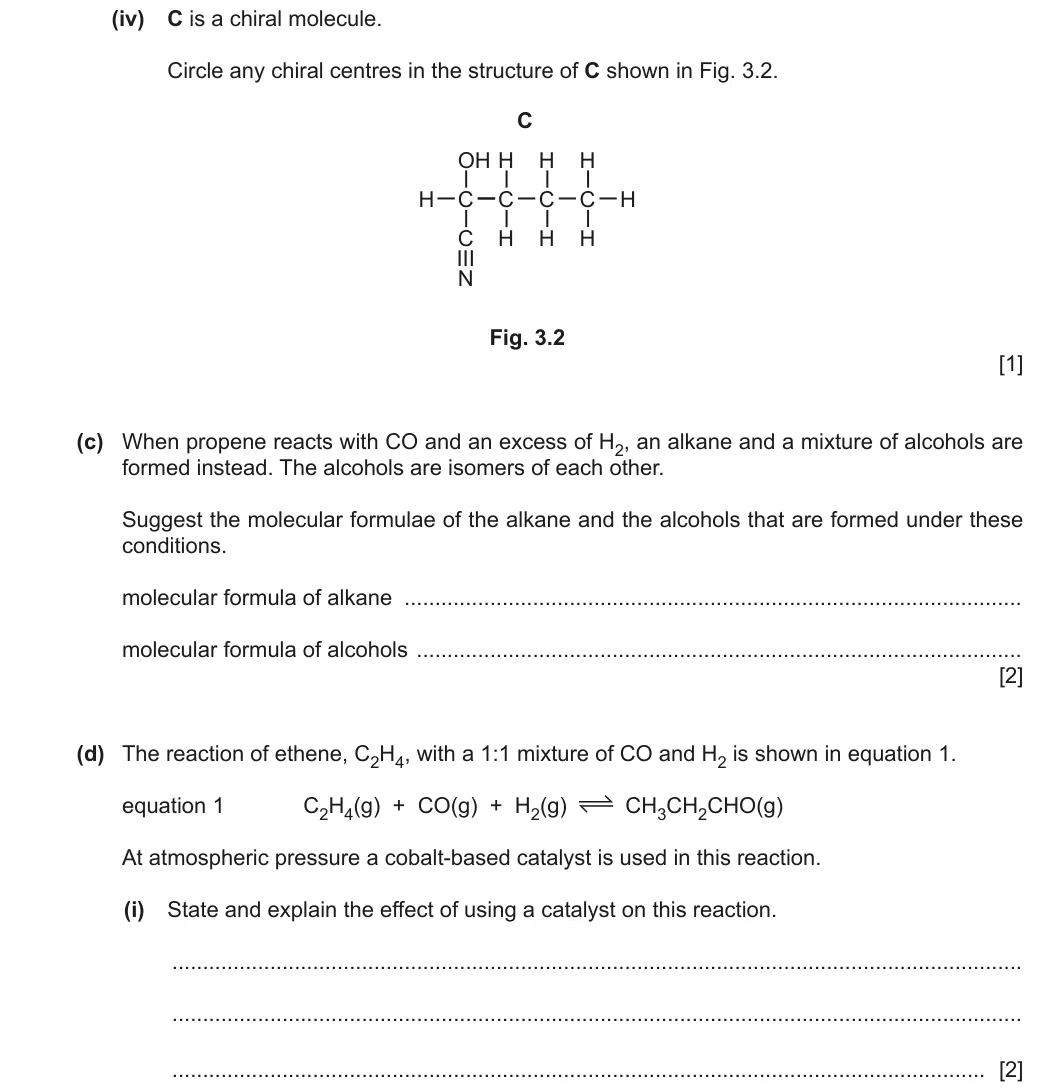 (iv) C is a chiral molecule.
Circle any chiral centres in the structure of C shown in Fig. 3.2.
C
OH H H H
H–C–C–C–C–H
C H H H
N
Fig. 3.2
[1]
(c) When propene reacts with CO and an excess of H₂, an alkane and a mixture of alcohols are
formed instead. The alcohols are isomers of each other.
Suggest the molecular formulae of the alkane and the alcohols that are formed under these
conditions.
molecular formula of alkane ......................................................................................................
molecular formula of alcohols ....................................................................................................
[2]
(d) The reaction of ethene, C₂H₄, with a 1:1 mixture of CO and H₂ is shown in equation 1.
equation 1 C₂H₄(g) + CO(g) + H₂(g) ⇌ CH₃CH₂CHO(g)
At atmospheric pressure a cobalt-based catalyst is used in this reaction.
(i) State and explain the effect of using a catalyst on this reaction.
............................................................................................................................................
............................................................................................................................................
...................................................................................................................................... [2]